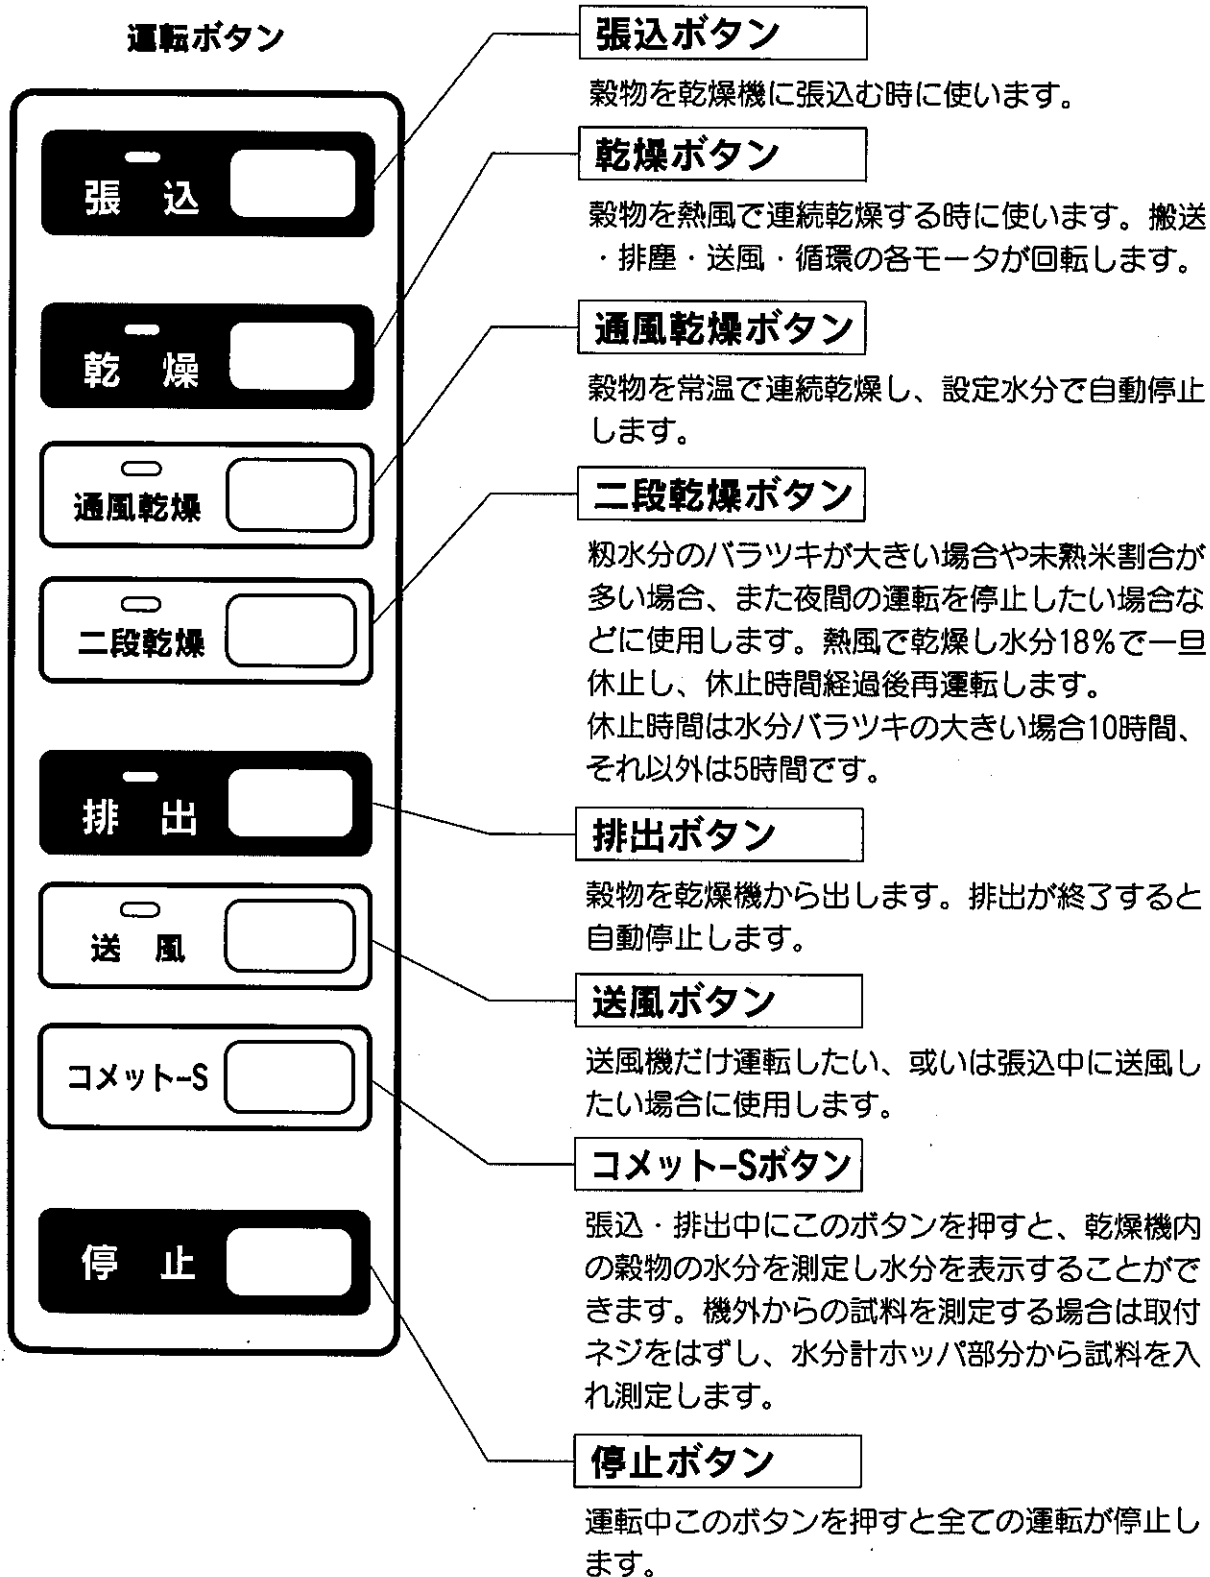 運転ボタン
張込
乾燥
通風乾燥
二段乾燥
排出
送風
コメット-S
停止
張込ボタン
穀物を乾燥機に張込む時に使います。
乾燥ボタン
穀物を熱風で連続乾燥する時に使います。搬送
・排塵・送風・循環の各モータが回転します。
通風乾燥ボタン
穀物を常温で連続乾燥し、設定水分で自動停止
します。
二段乾燥ボタン
籾水分のバラツキが大きい場合や未熟米割合が
多い場合、また夜間の運転を停止したい場合な
どに使用します。熱風で乾燥し水分18%で一旦
休止し、休止時間経過後再運転します。
休止時間は水分バラツキの大きい場合10時間、
それ以外は5時間です。
排出ボタン
穀物を乾燥機から出します。排出が終了すると
自動停止します。
送風ボタン
送風機だけ運転したい、或いは張込中に送風し
たい場合に使用します。
コメット-Sボタン
張込・排出中にこのボタンを押すと、乾燥機内
の穀物の水分を測定し水分を表示することがで
きます。機外からの試料を測定する場合は取付
ネジをはずし、水分計ホッパ部分から試料を入
れ測定します。
停止ボタン
運転中このボタンを押すと全ての運転が停止し
ます。